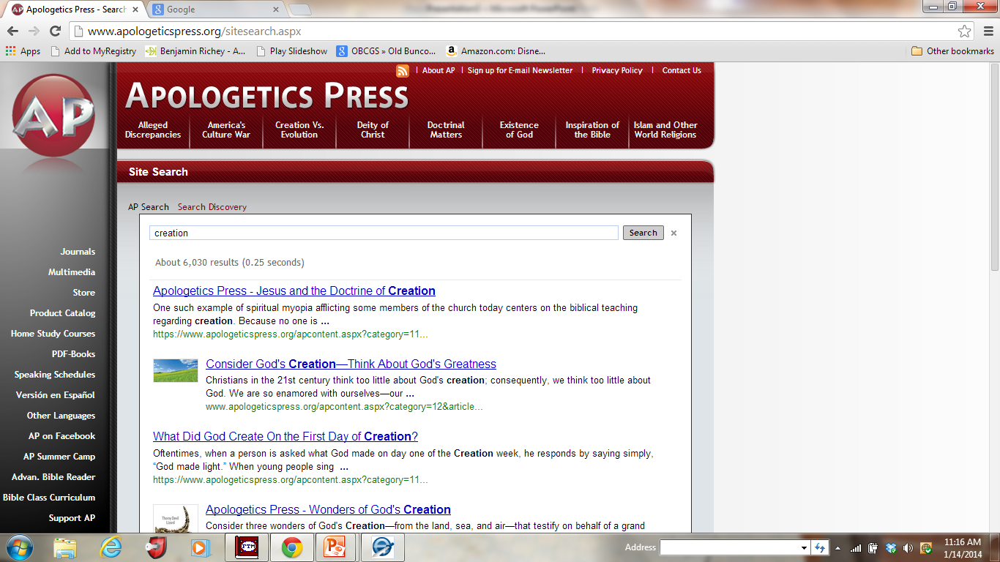 Apologetics Press - Search
Google
www.apologeticspress.org/sitesearch.aspx
Apps
Add to MyRegistry
Benjamin Richey - A...
Play Slideshow
OBCGS » Old Bunco...
Amazon.com: Disne...
Other bookmarks
AP
About AP | Sign up for E-mail Newsletter | Privacy Policy | Contact Us
APOLOGETICS PRESS
Alleged
Discrepancies
America's
Culture War
Creation Vs.
Evolution
Deity of
Christ
Doctrinal
Matters
Existence
of God
Inspiration of
the Bible
Islam and Other
World Religions
Site Search
AP Search
Search Discovery
creation
Search
About 6,030 results (0.25 seconds)
Apologetics Press - Jesus and the Doctrine of Creation
One such example of spiritual myopia afflicting some members of the church today centers on the biblical teaching
regarding creation. Because no one is ...
https://www.apologeticspress.org/apcontent.aspx?category=11...
Consider God's Creation—Think About God's Greatness
Christians in the 21st century think too little about God's creation; consequently, we think too little about
God. We are so enamored with ourselves—our ...
www.apologeticspress.org/apcontent.aspx?category=12&article...
What Did God Create On the First Day of Creation?
Oftentimes, when a person is asked what God made on day one of the Creation week, he responds by saying simply,
“God made light.” When young people sing ...
https://www.apologeticspress.org/apcontent.aspx?category=11...
Thorny Devil
Lizard
Apologetics Press - Wonders of God's Creation
Consider three wonders of God's Creation—from the land, sea, and air—that testify on behalf of a grand
Journals
Multimedia
Store
Product Catalog
Home Study Courses
PDF-Books
Speaking Schedules
Versión en Español
Other Languages
AP on Facebook
AP Summer Camp
Advan. Bible Reader
Bible Class Curriculum
Support AP
FTM
Address
11:16 AM
1/14/2014